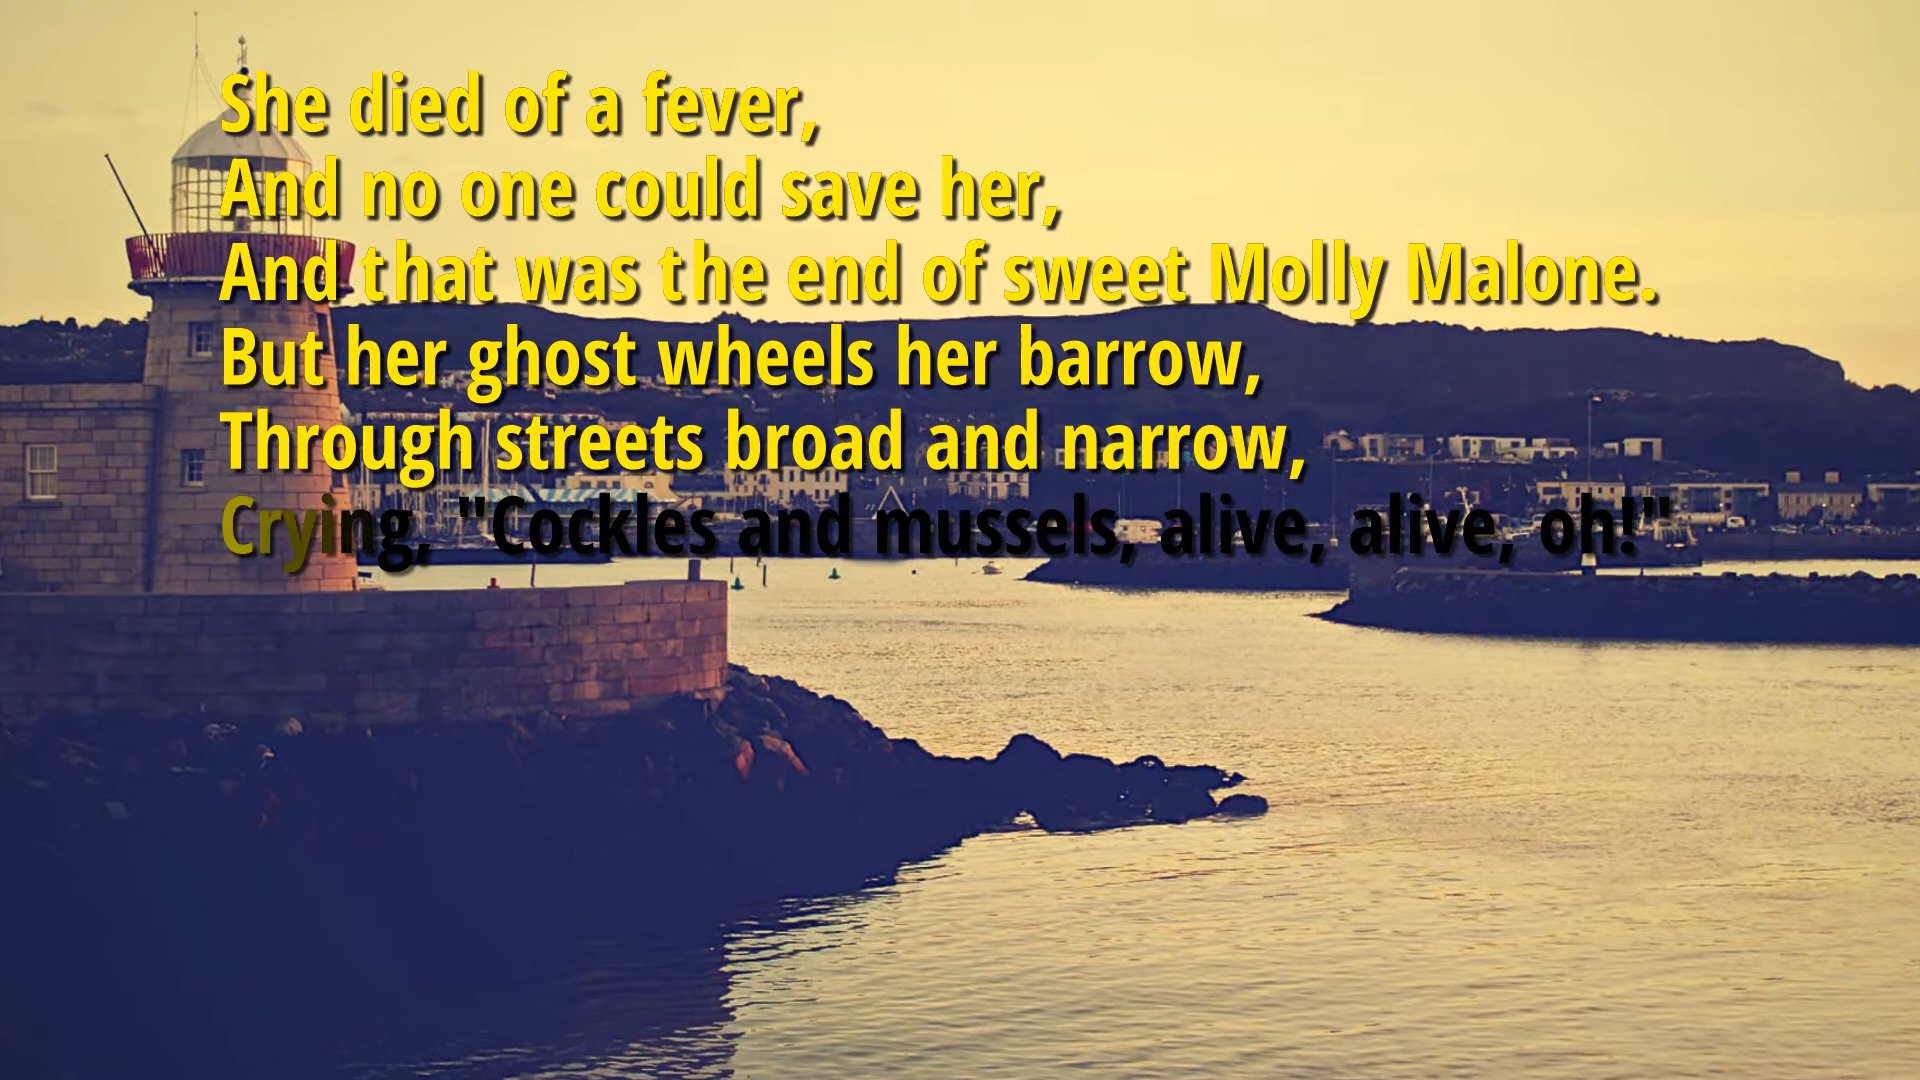 She died of a fever,
And no one could save her,
And that was the end of sweet Molly Malone.
But her ghost wheels her barrow,
Through streets broad and narrow,
Crying, "Cockles and mussels, alive, alive, oh!"